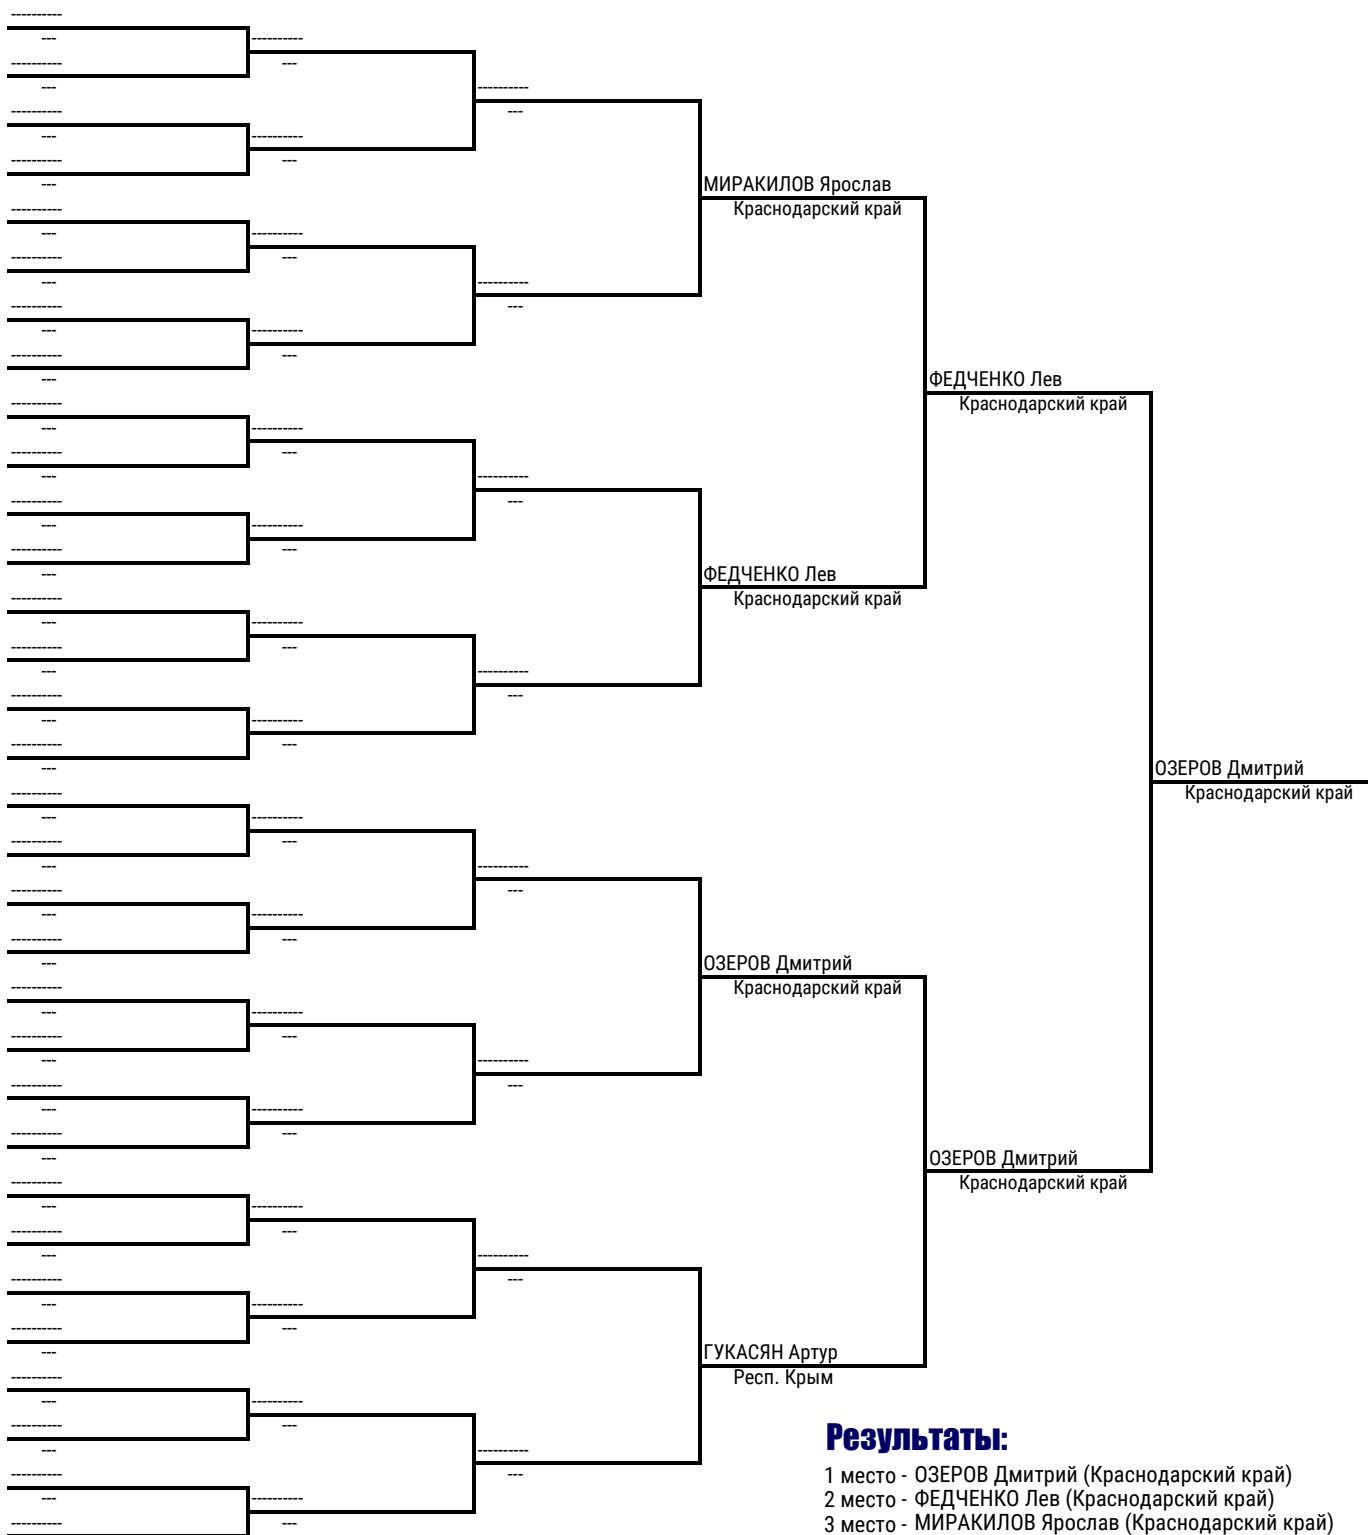 МИРАКИЛОВ Ярослав
Краснодарский край
ФЕДЧЕНКО Лев
Краснодарский край
ФЕДЧЕНКО Лев
Краснодарский край
ОЗЕРОВ Дмитрий
Краснодарский край
ОЗЕРОВ Дмитрий
Краснодарский край
ОЗЕРОВ Дмитрий
Краснодарский край
ГУКАСЯН Артур
Респ. Крым
Результаты:
1 место - ОЗЕРОВ Дмитрий (Краснодарский край)
2 место - ФЕДЧЕНКО Лев (Краснодарский край)
3 место - МИРАКИЛОВ Ярослав (Краснодарский край)